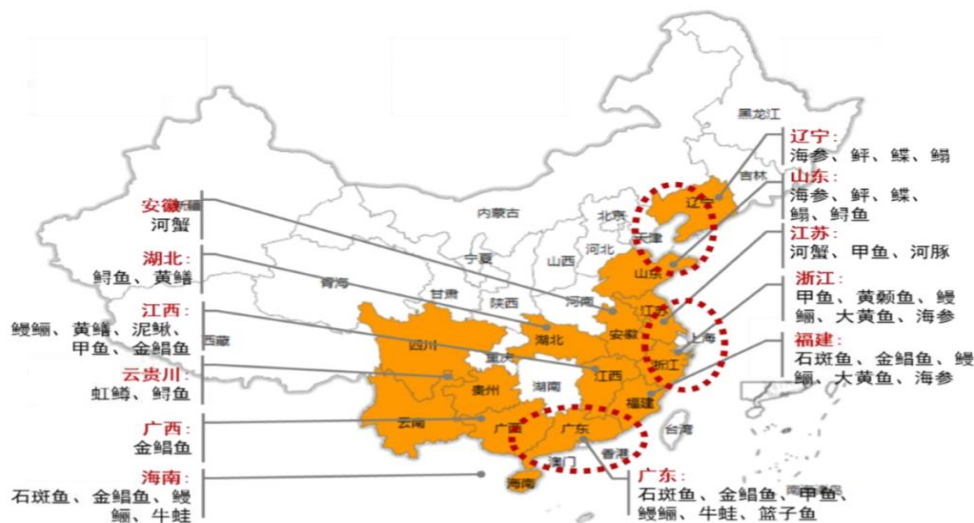 黑龙江
辽宁：
海参、鲆、鲽、鳎
吉林
山东：
海参、鲆、鲽、
鳎、鲟鱼
辽宁
安徽：
新疆
河蟹
内蒙古
北京
天津
江苏：
河蟹、甲鱼、河豚
湖北：
鲟鱼、黄鳝
宁夏
山西
河北
山东
浙江：
甲鱼、黄颡鱼、鳗
鲡、大黄鱼、海参
青海
甘肃
陕西
河南
江苏
江西：
鳗鲡、黄鳝、泥鳅、
甲鱼、金鲳鱼
西藏
四川
重庆
湖北
安徽
上海
浙江
福建：
石斑鱼、金鲳鱼、鳗
鲡、大黄鱼、海参
云贵川：
虹鳟、鲟鱼
贵州
湖南
江西
福建
广西：
金鲳鱼
云南
广西
广东
台湾
澳门
香港
海南：
石斑鱼、金鲳鱼、鳗
鲡、牛蛙
海南
广东：
石斑鱼、金鲳鱼、甲鱼、
鳗鲡、牛蛙、篮子鱼